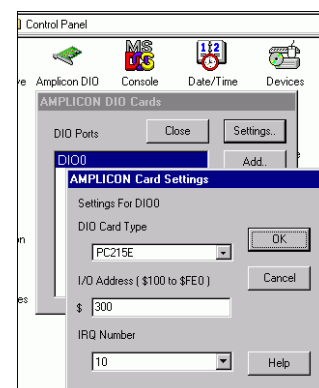 Control Panel
Amplicon DIO
Console
Date/Time
Devices
AMPLICON DIO Cards
DIO Ports
Close
Settings..
DIO0
Add..
AMPLICON Card Settings
Settings For DIO0
DIO Card Type
OK
PC215E
I/O Address ( $100 to $FE0 )
Cancel
$ 300
IRQ Number
10
Help